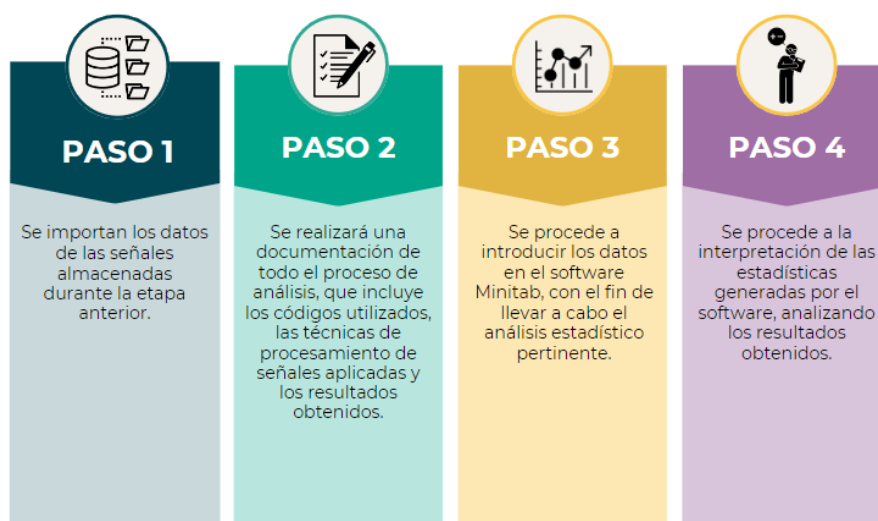 PASO 1
Se importan los datos
de las señales
almacenadas
durante la etapa
anterior.
PASO 2
Se realizará una
documentación de
todo el proceso de
análisis, que incluye
los códigos utilizados,
las técnicas de
procesamiento de
señales aplicadas y
los resultados
obtenidos.
PASO 3
Se procede a
introducir los datos
en el software
Minitab, con el fin de
llevar a cabo el
análisis estadístico
pertinente.
PASO 4
Se procede a la
interpretación de las
estadísticas
generadas por el
software, analizando
los resultados
obtenidos.